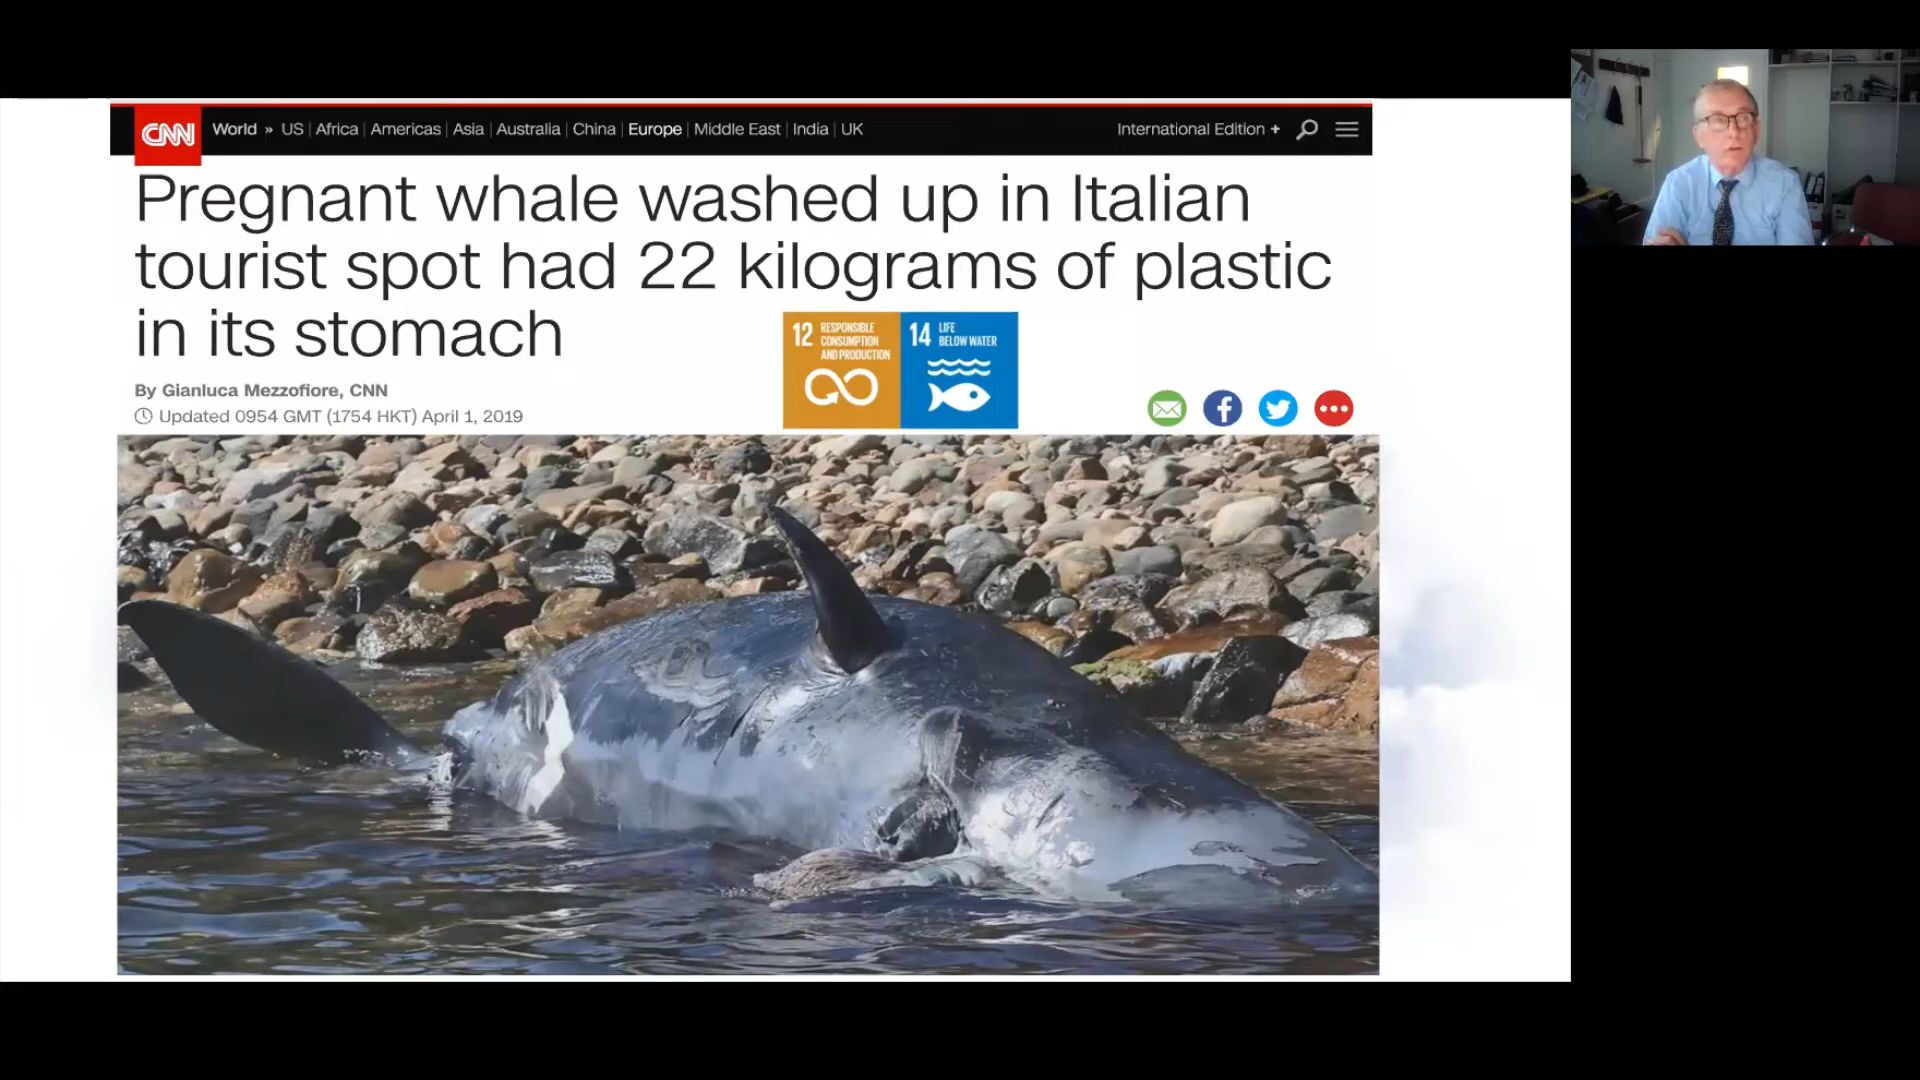 CNN World » US | Africa | Americas | Asia | Australia | China | Europe | Middle East | India | UK International Edition +
Pregnant whale washed up in Italian
tourist spot had 22 kilograms of plastic
in its stomach
12 RESPONSIBLE
CONSUMPTION
AND PRODUCTION
14 LIFE
BELOW WATER
By Gianluca Mezzofiore, CNN
Updated 0954 GMT (1754 HKT) April 1, 2019